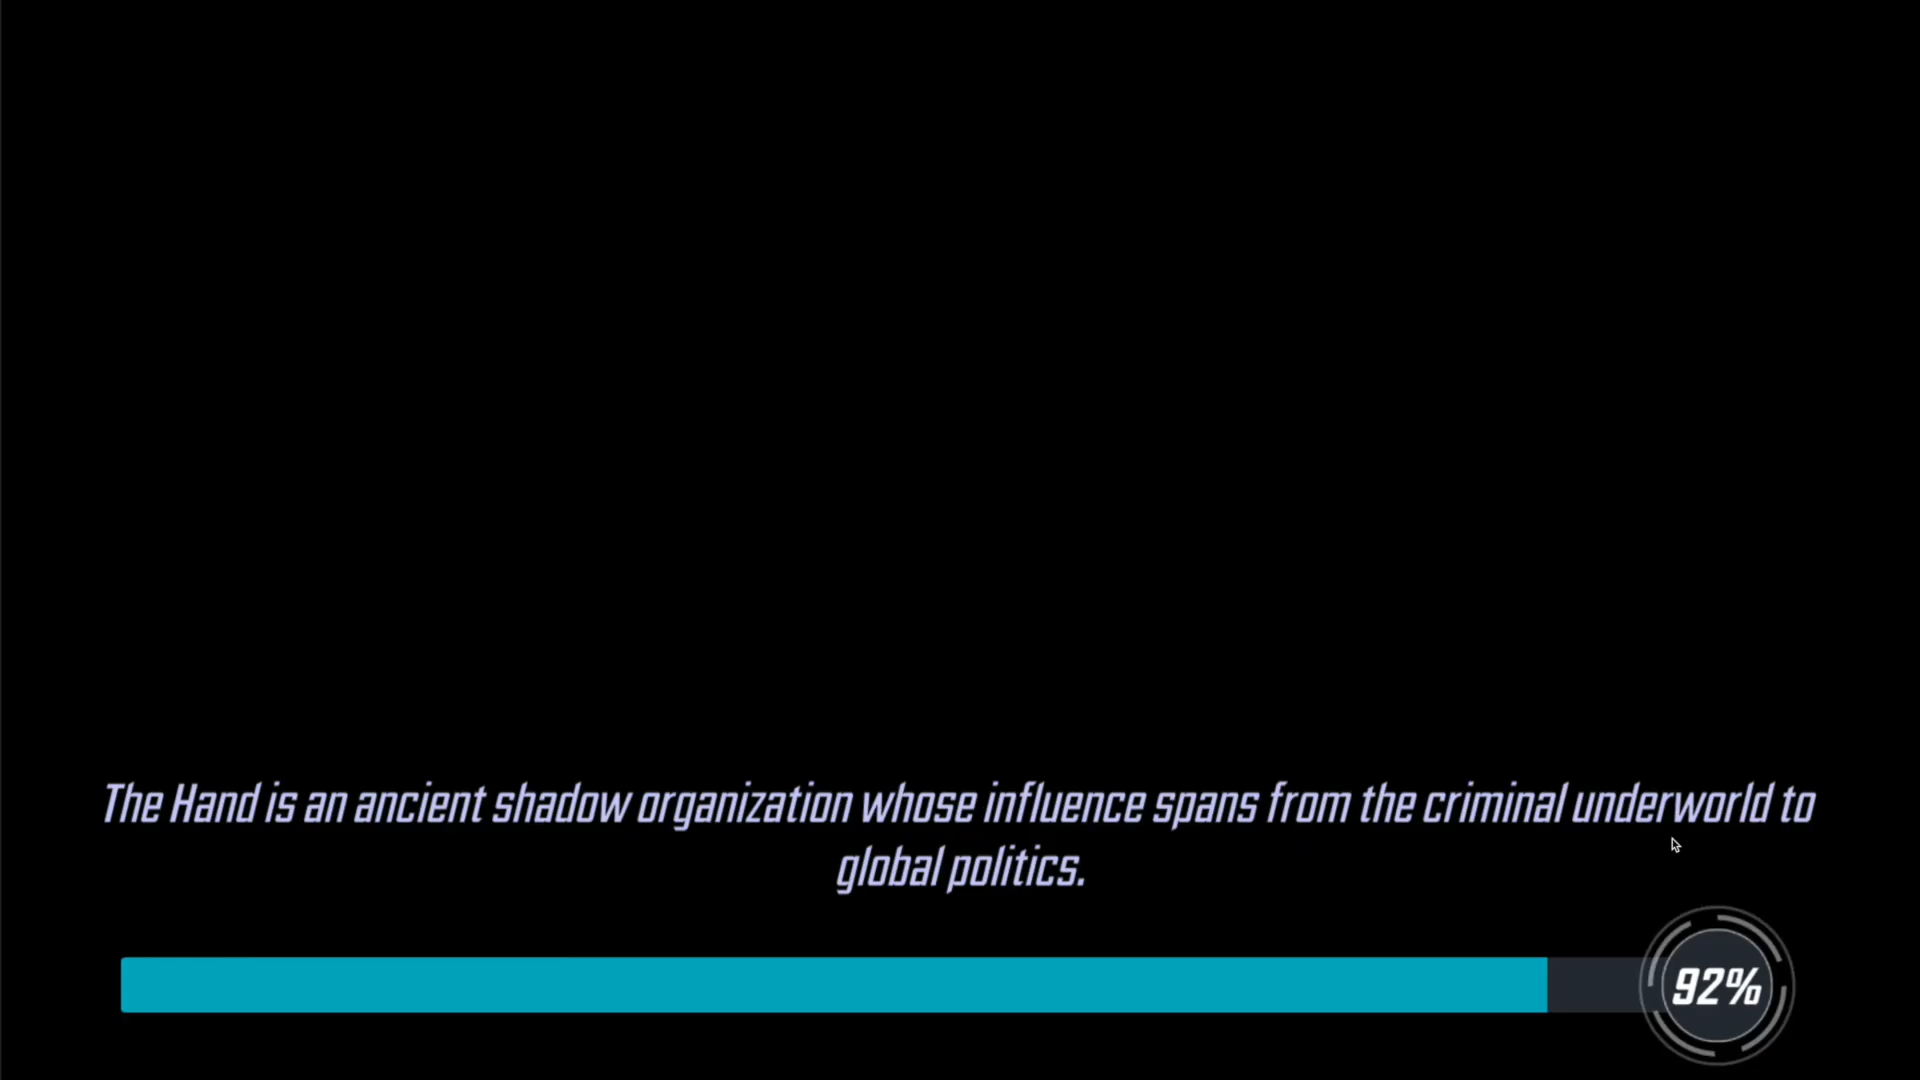 The Hand is an ancient shadow organization whose influence spans from the criminal underworld to
global politics.
92%